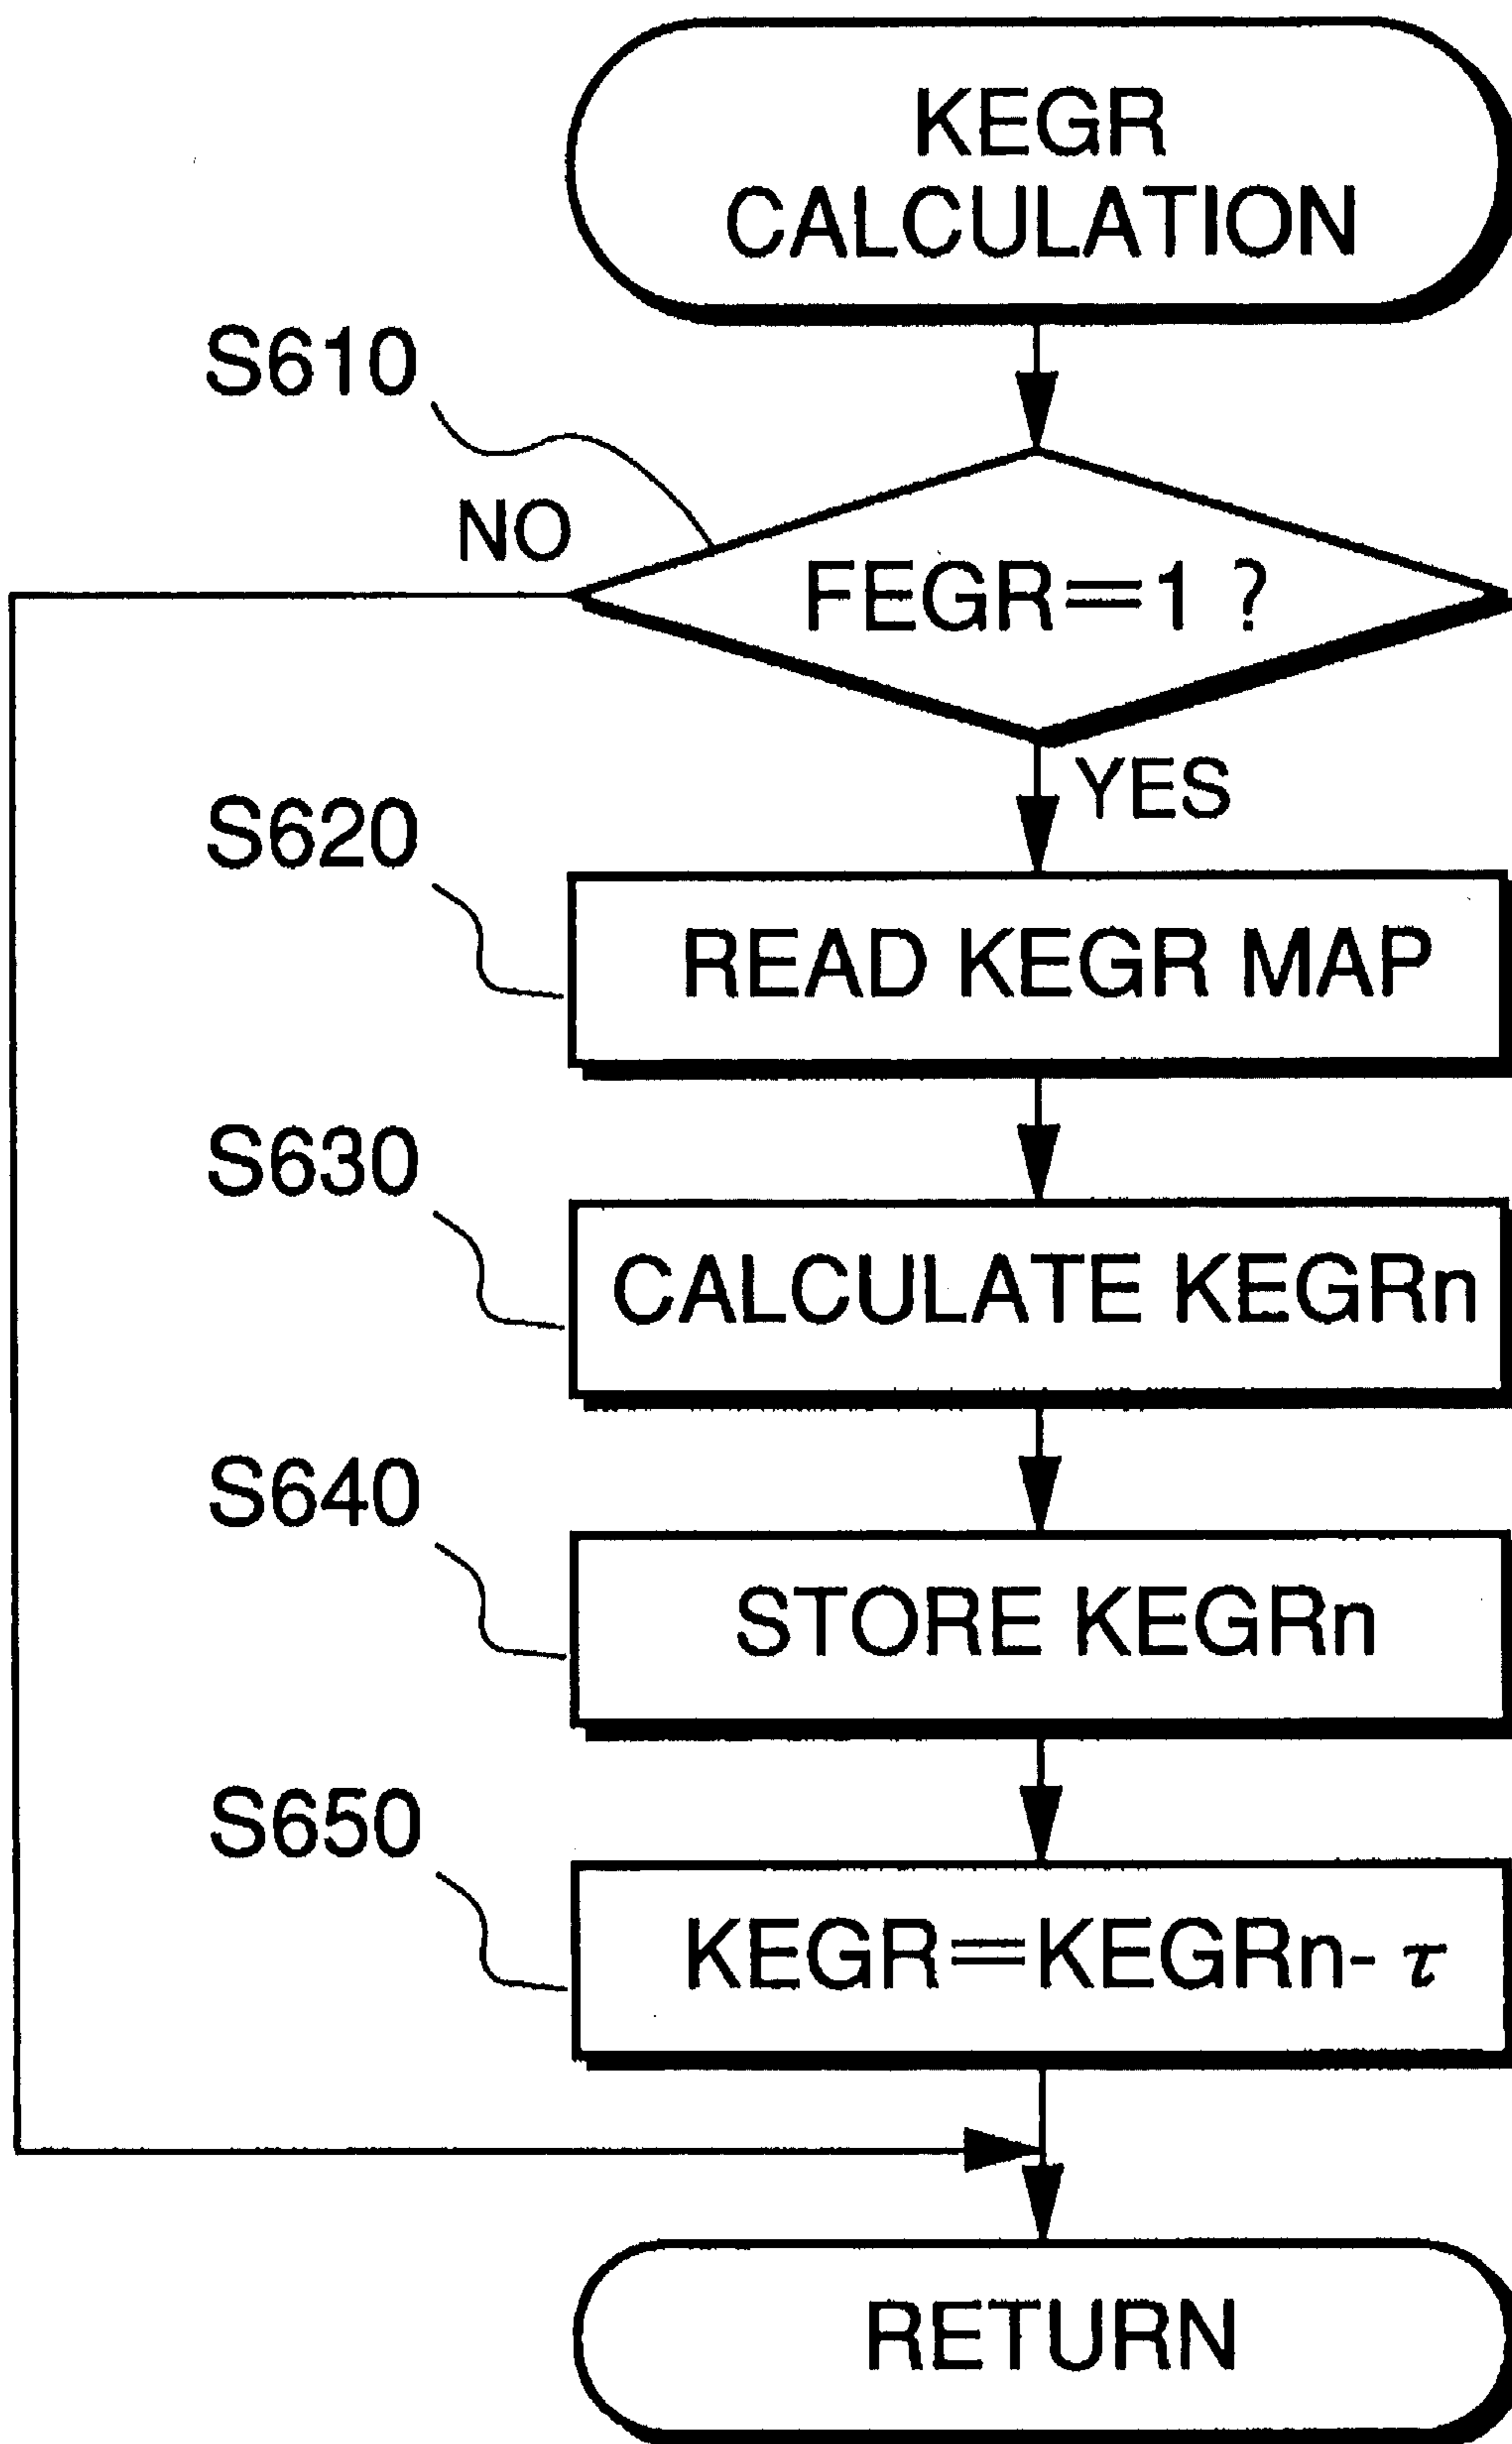 KEGR
CALCULATION
S610
NO
FEGR=1 ?
YES
S620
READ KEGR MAP
S630
CALCULATE KEGRn
S640
STORE KEGRn
S650
KEGR=KEGRn- τ
RETURN